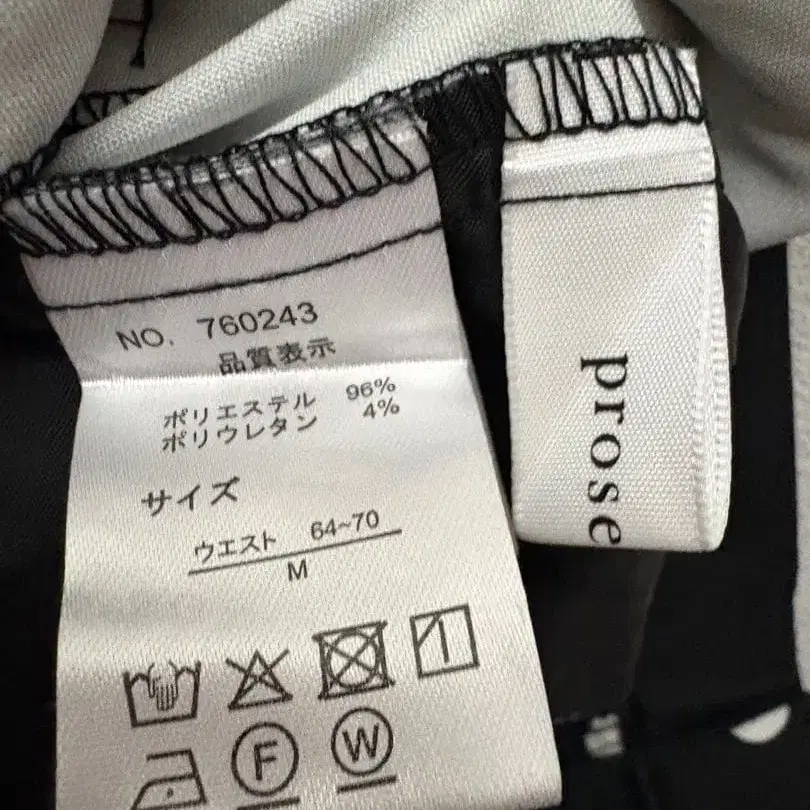 NO. 760243
品質表示
ポリエステル 96%
ポリウレタン 4%
サイズ
ウエスト 64~70
M
F
W
prose